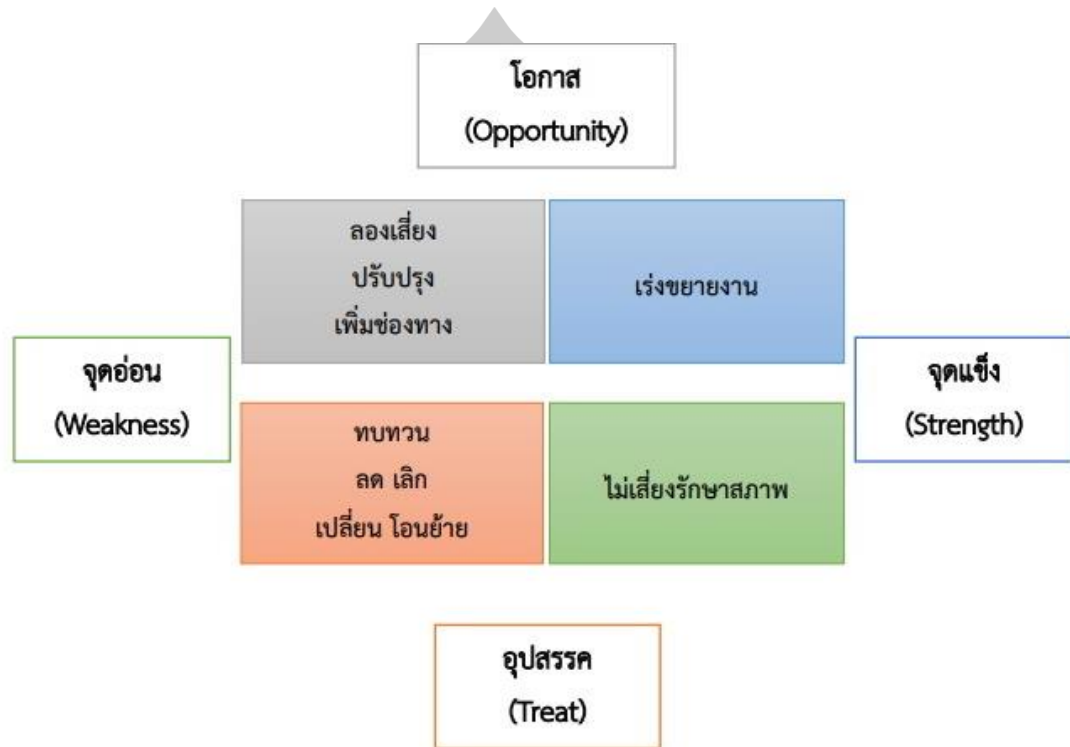 โอกาส
(Opportunity)
ลองเสี่ยง
ปรับปรุง
เพิ่มช่องทาง
เร่งขยายงาน
จุดอ่อน
(Weakness)
จุดแข็ง
(Strength)
ทบทวน
ลด เลิก
เปลี่ยน โอนย้าย
ไม่เสี่ยงรักษาสภาพ
อุปสรรค
(Treat)